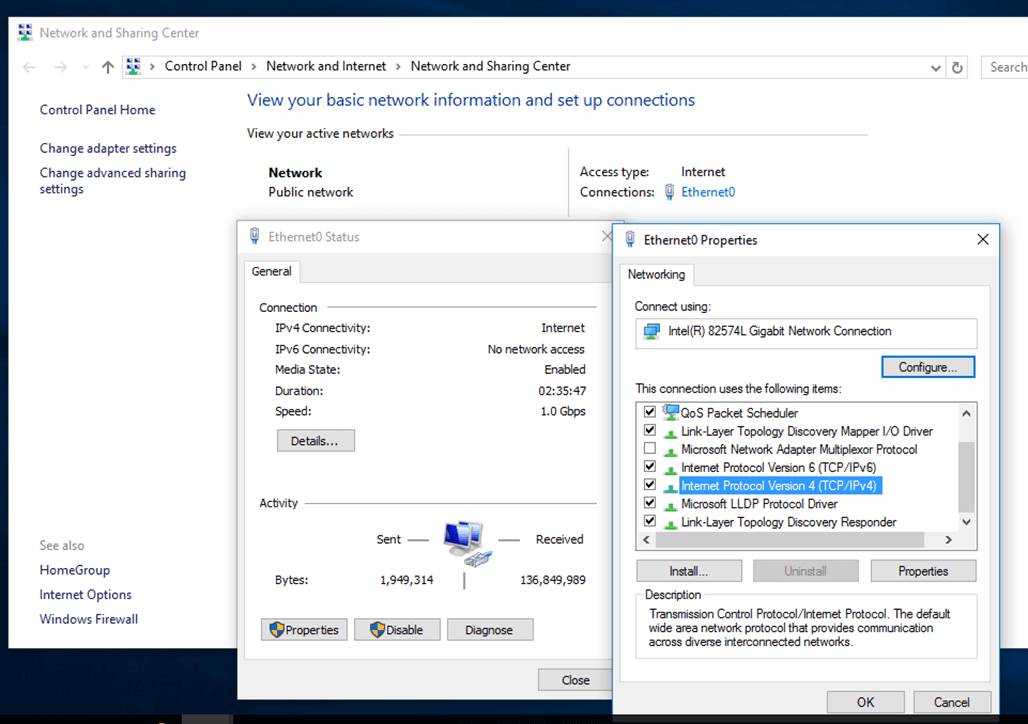 Network and Sharing Center
Control Panel > Network and Internet > Network and Sharing Center
Search
Control Panel Home
Change adapter settings
Change advanced sharing
settings
See also
HomeGroup
Internet Options
Windows Firewall
View your basic network information and set up connections
View your active networks
Network
Public network
Access type: Internet
Connections: Ethernet0
Ethernet0 Status
General
Connection
IPv4 Connectivity: Internet
IPv6 Connectivity: No network access
Media State: Enabled
Duration: 02:35:47
Speed: 1.0 Gbps
Details...
Activity
Sent Received
Bytes: 1,949,314 136,849,989
Properties Disable Diagnose
Close
Ethernet0 Properties
Networking
Connect using:
Intel(R) 82574L Gigabit Network Connection
Configure...
This connection uses the following items:
QoS Packet Scheduler
Link-Layer Topology Discovery Mapper I/O Driver
Microsoft Network Adapter Multiplexor Protocol
Internet Protocol Version 6 (TCP/IPv6)
Internet Protocol Version 4 (TCP/IPv4)
Microsoft LLDP Protocol Driver
Link-Layer Topology Discovery Responder
Install... Uninstall Properties
Description
Transmission Control Protocol/Internet Protocol. The default
wide area network protocol that provides communication
across diverse interconnected networks.
OK Cancel